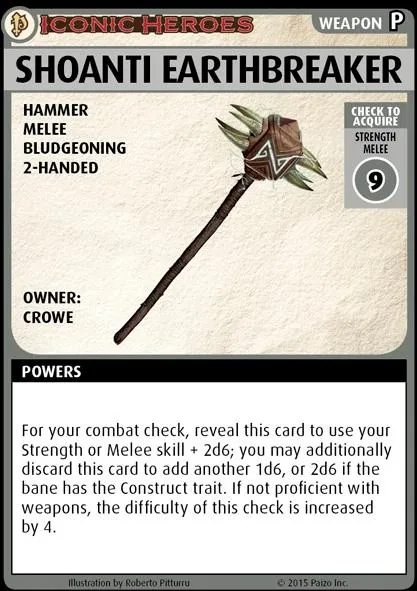 ICONIC HEROES
WEAPON P
SHOANTI EARTHBREAKER
HAMMER
MELEE
BLUDGEONING
2-HANDED
CHECK TO
ACQUIRE
STRENGTH
MELEE
9
OWNER:
CROWE
POWERS
For your combat check, reveal this card to use your
Strength or Melee skill + 2d6; you may additionally
discard this card to add another 1d6, or 2d6 if the
bane has the Construct trait. If not proficient with
weapons, the difficulty of this check is increased
by 4.
Illustration by Roberto Pitturru
© 2015 Paizo Inc.